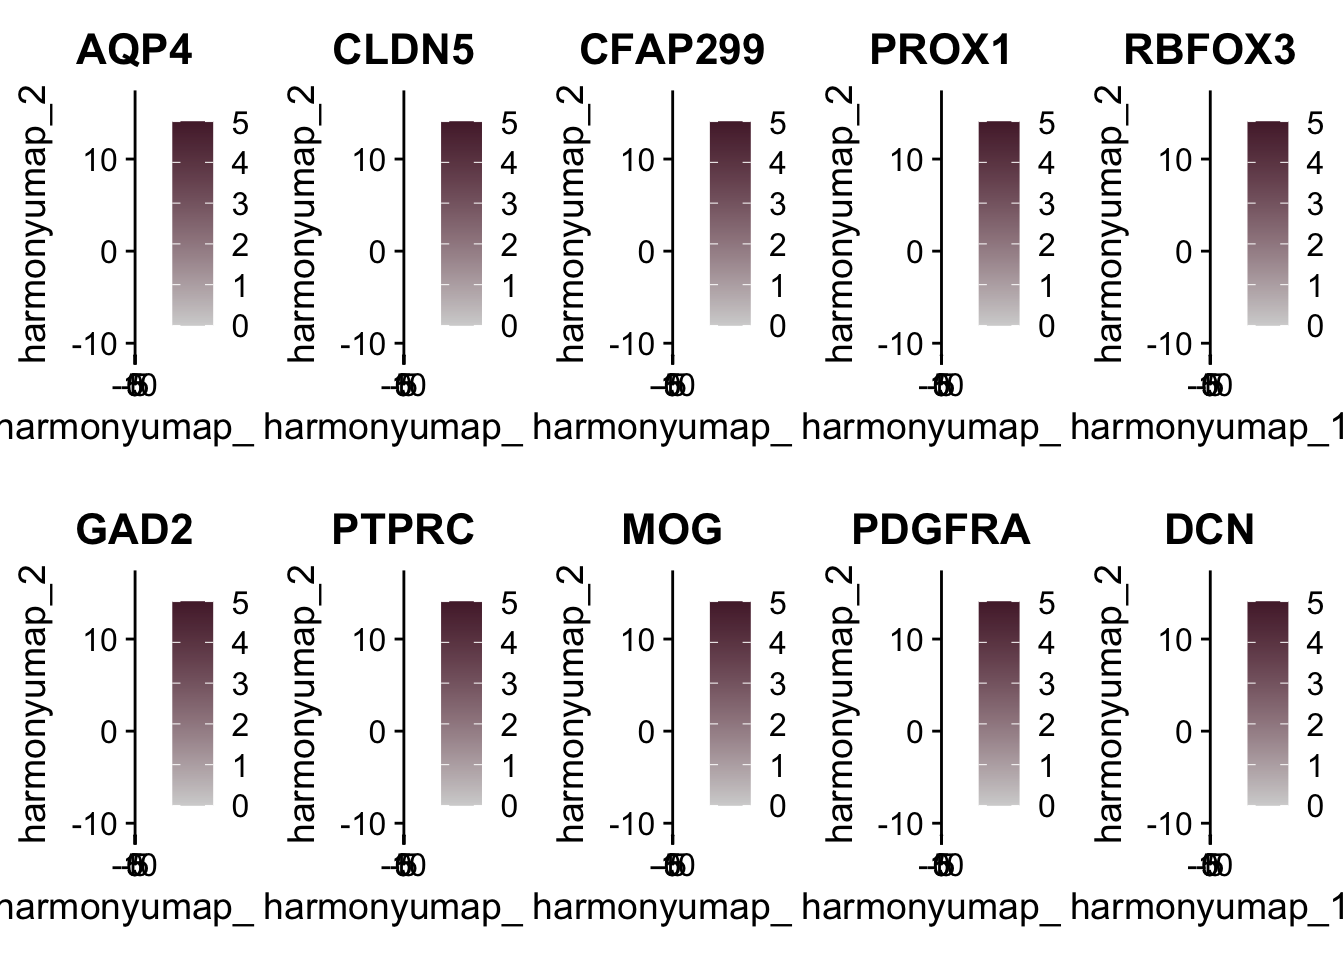 AQP4 CLDN5 CFAP299 PROX1 RBFOX3
harmonyumap_2 harmonyumap_2 harmonyumap_2 harmonyumap_2 harmonyumap_2
5 5 5 5 5
10 4 10 4 10 4 10 4 10 4
3 3 3 3 3
0 2 0 2 0 2 0 2 0 2
1 1 1 1 1
-10 0 -10 0 -10 0 -10 0 -10 0
harmonyumap_ harmonyumap_ harmonyumap_ harmonyumap_ harmonyumap_1
GAD2 PTPRC MOG PDGFRA DCN
harmonyumap_2 harmonyumap_2 harmonyumap_2 harmonyumap_2 harmonyumap_2
5 5 5 5 5
10 4 10 4 10 4 10 4 10 4
3 3 3 3 3
0 2 0 2 0 2 0 2 0 2
1 1 1 1 1
-10 0 -10 0 -10 0 -10 0 -10 0
harmonyumap_ harmonyumap_ harmonyumap_ harmonyumap_ harmonyumap_1